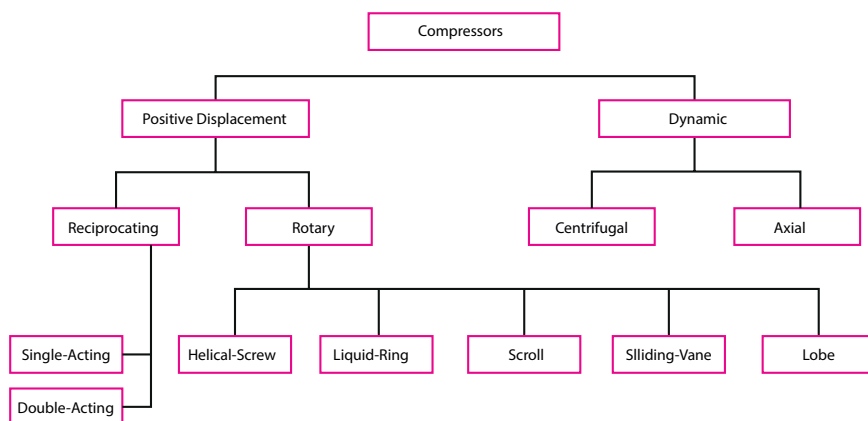 Compressors
Positive Displacement
Dynamic
Reciprocating
Rotary
Centrifugal
Axial
Single-Acting
Helical-Screw
Liquid-Ring
Scroll
Slliding-Vane
Lobe
Double-Acting